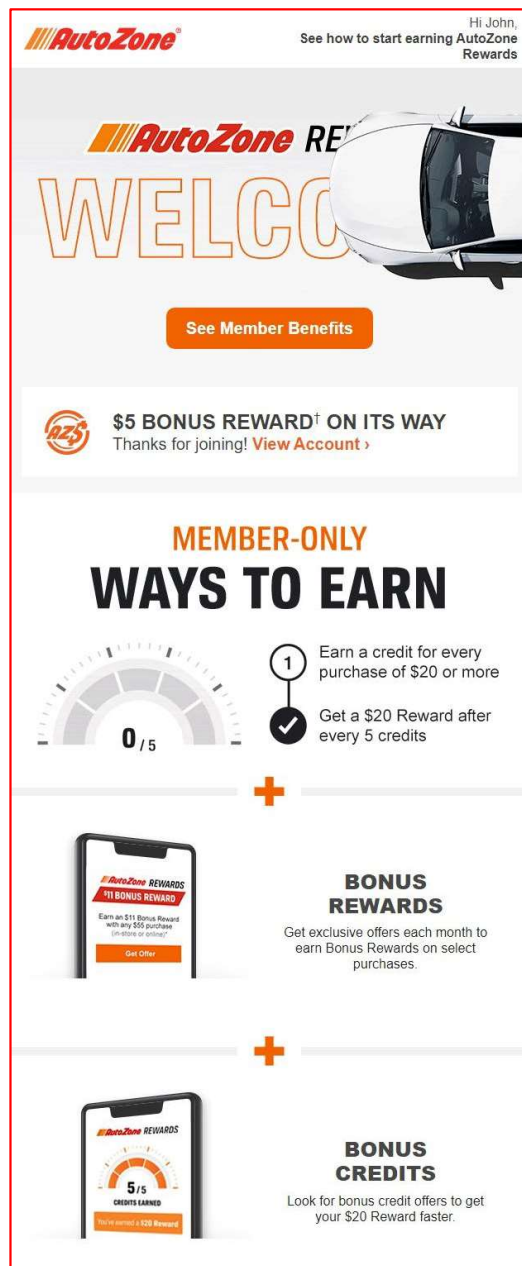 AutoZone®
Hi John,
See how to start earning AutoZone
Rewards
AutoZone RE
WELCO
See Member Benefits
AZ$
$5 BONUS REWARD† ON ITS WAY
Thanks for joining! View Account ›
MEMBER-ONLY
WAYS TO EARN
0 / 5
1
Earn a credit for every
purchase of $20 or more
Get a $20 Reward after
every 5 credits
AutoZone REWARDS
$11 BONUS REWARD
Earn an $11 Bonus Reward
with any $55 purchase
(in-store or online)*
Get Offer
BONUS
REWARDS
Get exclusive offers each month to
earn Bonus Rewards on select
purchases.
AutoZone REWARDS
5/5
CREDITS EARNED
You've earned a $20 Reward
BONUS
CREDITS
Look for bonus credit offers to get
your $20 Reward faster.